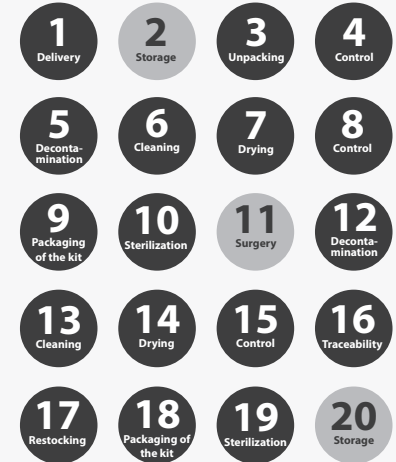 1
Delivery
2
Storage
3
Unpacking
4
Control
5
Deconta-
mination
6
Cleaning
7
Drying
8
Control
9
Packaging
of the kit
10
Sterilization
11
Surgery
12
Deconta-
mination
13
Cleaning
14
Drying
15
Control
16
Traceability
17
Restocking
18
Packaging of
the kit
19
Sterilization
20
Storage